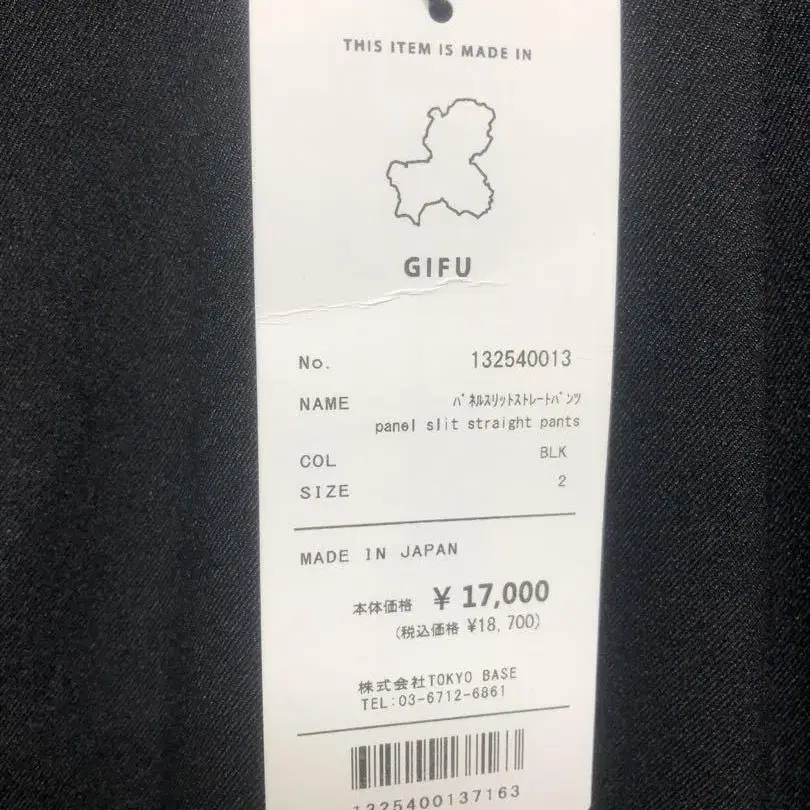 THIS ITEM IS MADE IN
GIFU
No. 132540013
NAME ﾊﾟﾈﾙｽﾘｯﾄｽﾄﾚｰﾄﾊﾟﾝﾂ
panel slit straight pants
COL BLK
SIZE 2
MADE IN JAPAN
本体価格 ¥ 17,000
(税込価格 ¥18,700)
株式会社TOKYO BASE
TEL:03-6712-6861
1325400137163